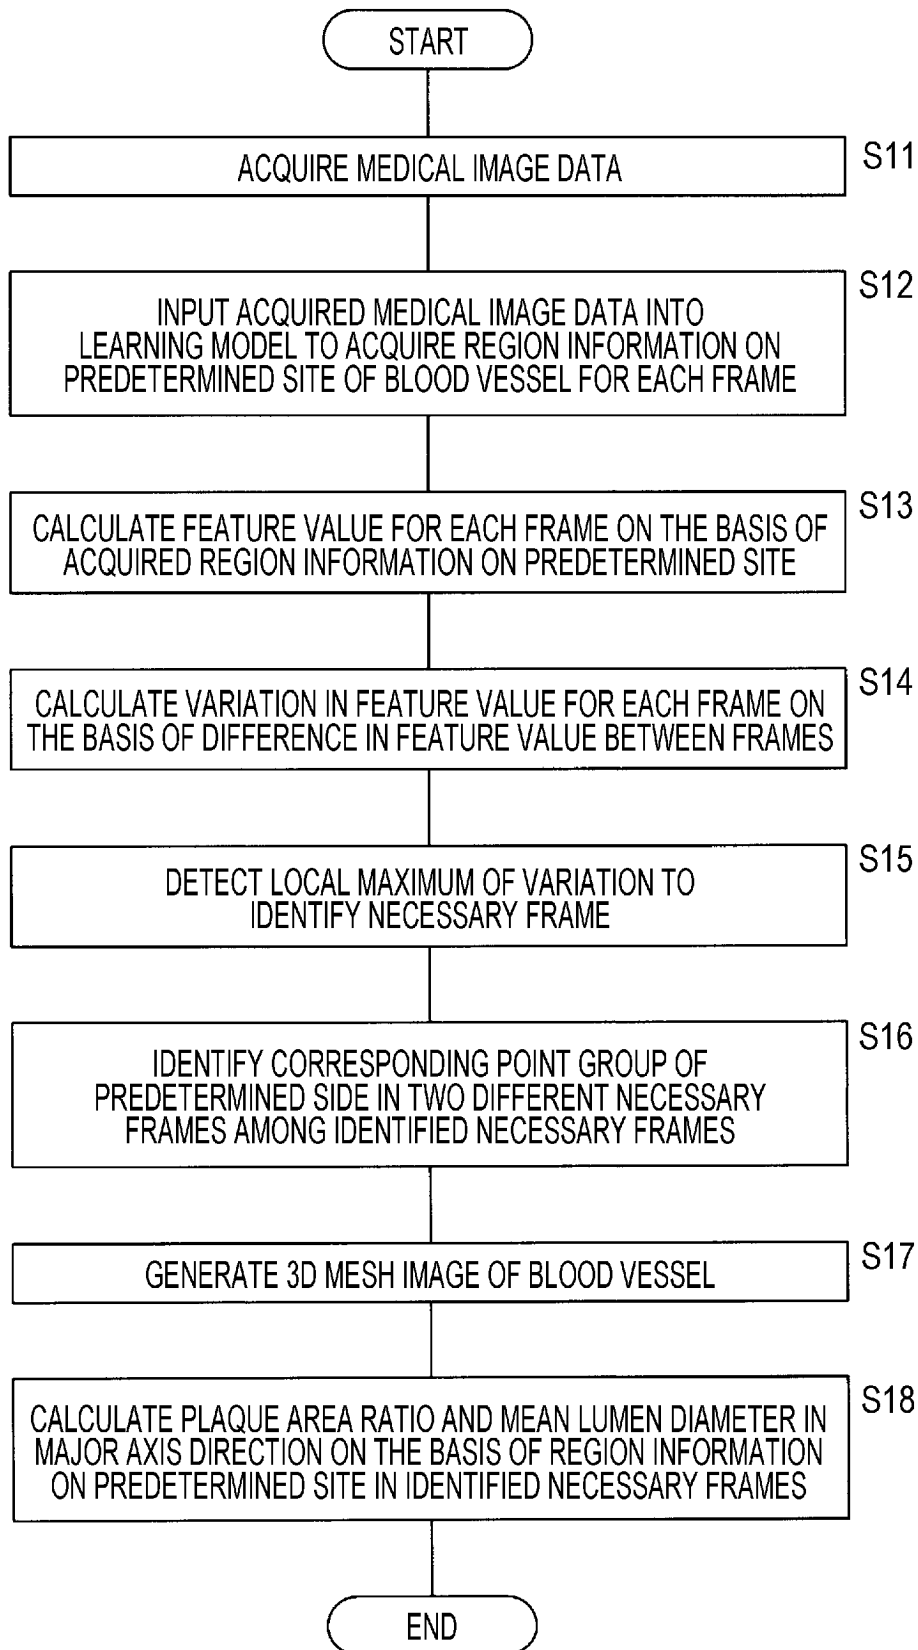 START
S11
ACQUIRE MEDICAL IMAGE DATA
S12
INPUT ACQUIRED MEDICAL IMAGE DATA INTO
LEARNING MODEL TO ACQUIRE REGION INFORMATION ON
PREDETERMINED SITE OF BLOOD VESSEL FOR EACH FRAME
S13
CALCULATE FEATURE VALUE FOR EACH FRAME ON THE BASIS OF
ACQUIRED REGION INFORMATION ON PREDETERMINED SITE
S14
CALCULATE VARIATION IN FEATURE VALUE FOR EACH FRAME ON
THE BASIS OF DIFFERENCE IN FEATURE VALUE BETWEEN FRAMES
S15
DETECT LOCAL MAXIMUM OF VARIATION TO
IDENTIFY NECESSARY FRAME
S16
IDENTIFY CORRESPONDING POINT GROUP OF
PREDETERMINED SIDE IN TWO DIFFERENT NECESSARY
FRAMES AMONG IDENTIFIED NECESSARY FRAMES
S17
GENERATE 3D MESH IMAGE OF BLOOD VESSEL
S18
CALCULATE PLAQUE AREA RATIO AND MEAN LUMEN DIAMETER IN
MAJOR AXIS DIRECTION ON THE BASIS OF REGION INFORMATION
ON PREDETERMINED SITE IN IDENTIFIED NECESSARY FRAMES
END